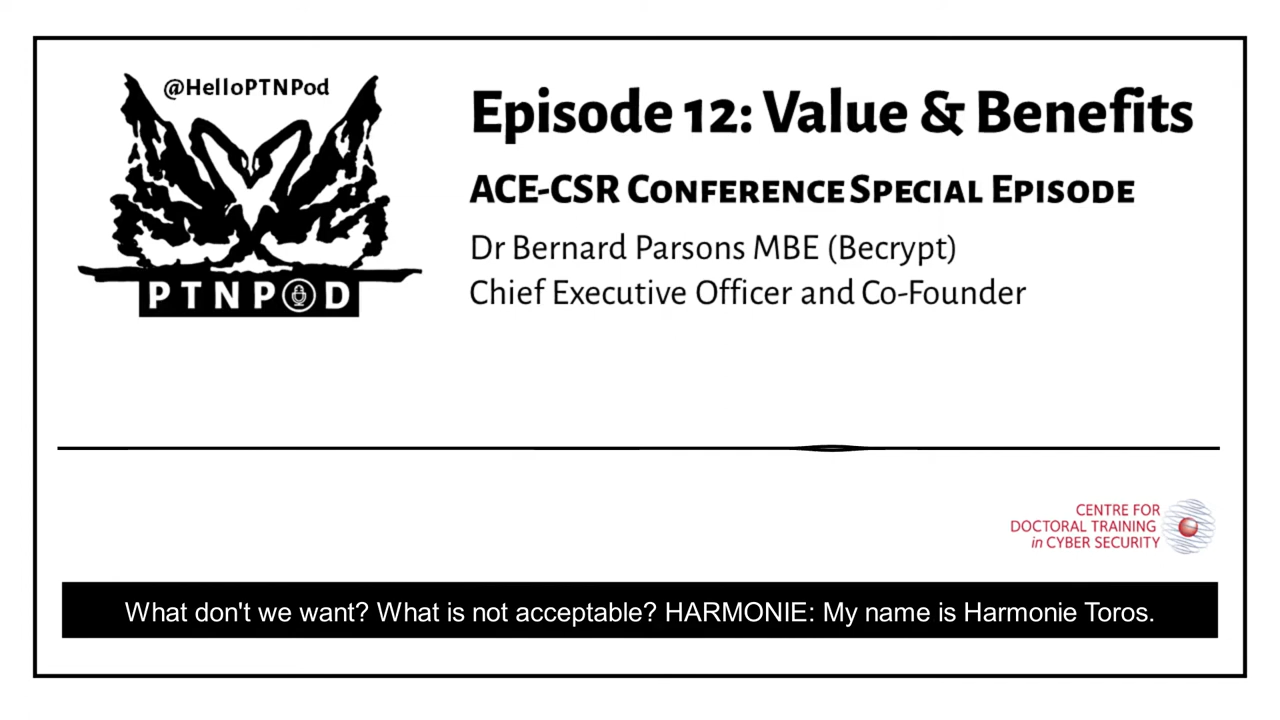 @HelloPTNPod
PTNPOD
Episode 12: Value & Benefits
ACE-CSR Conference Special Episode
Dr Bernard Parsons MBE (Becrypt)
Chief Executive Officer and Co-Founder
CENTRE FOR
DOCTORAL TRAINING
in CYBER SECURITY
What don't we want? What is not acceptable? HARMONIE: My name is Harmonie Toros.